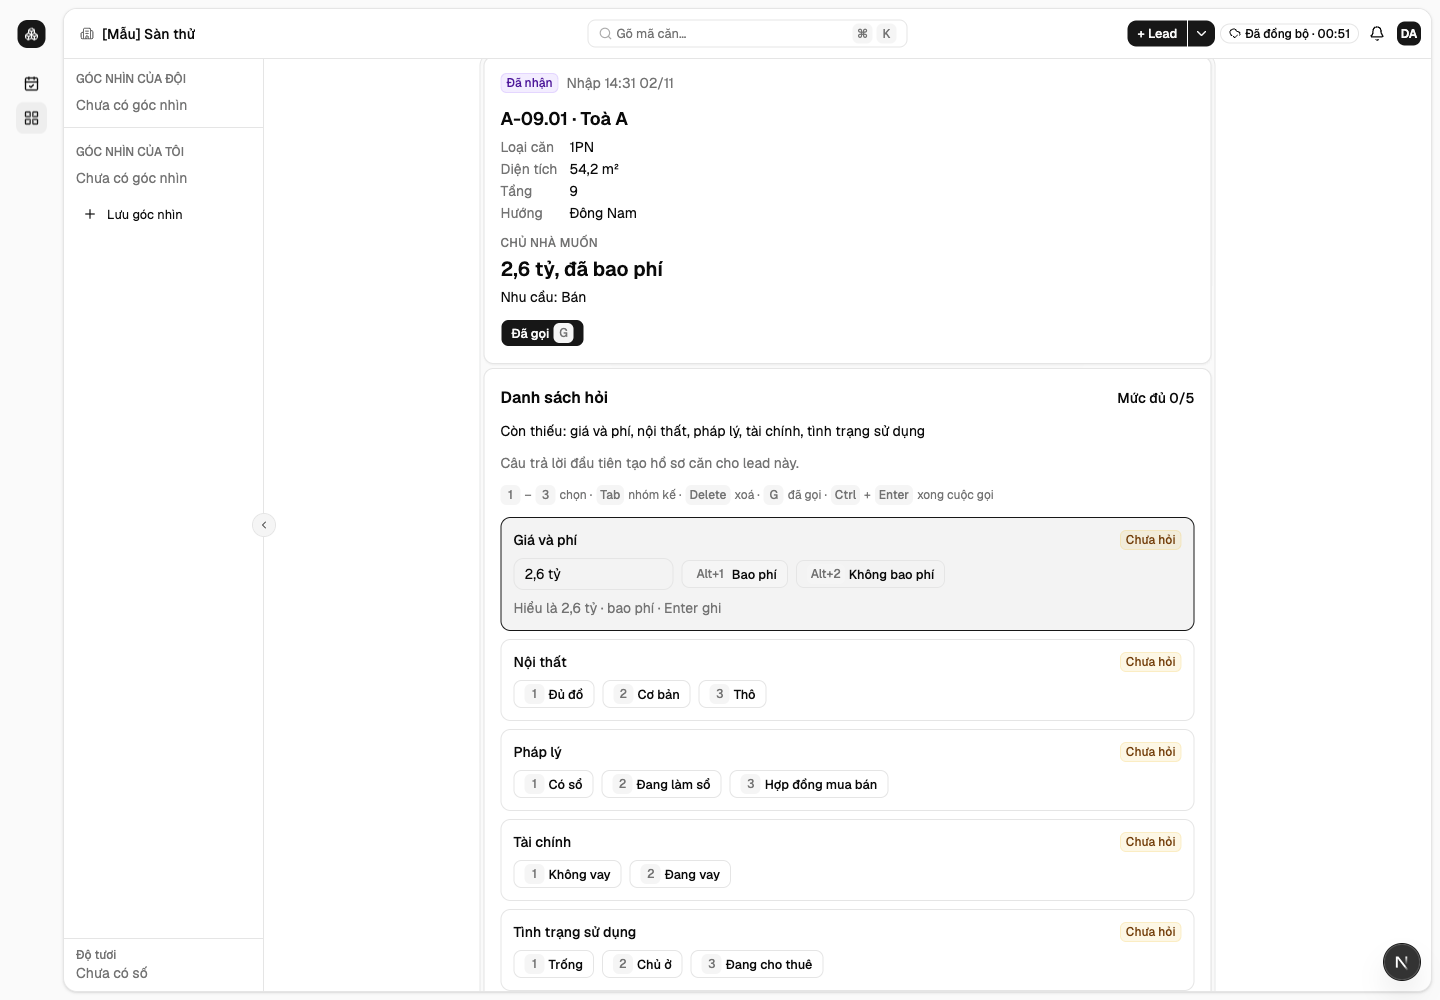 [Mẫu] Sàn thử
Gõ mã căn...
⌘ K
+ Lead
Đã đồng bộ · 00:51
DA
GÓC NHÌN CỦA ĐỘI
Chưa có góc nhìn
GÓC NHÌN CỦA TÔI
Chưa có góc nhìn
+ Lưu góc nhìn
Độ tươi
Chưa có số
Đã nhận Nhập 14:31 02/11
A-09.01 · Toà A
Loại căn 1PN
Diện tích 54,2 m²
Tầng 9
Hướng Đông Nam
CHỦ NHÀ MUỐN
2,6 tỷ, đã bao phí
Nhu cầu: Bán
Đã gọi G
Danh sách hỏi Mức đủ 0/5
Còn thiếu: giá và phí, nội thất, pháp lý, tài chính, tình trạng sử dụng
Câu trả lời đầu tiên tạo hồ sơ căn cho lead này.
1 – 3 chọn · Tab nhóm kế · Delete xoá · G đã gọi · Ctrl + Enter xong cuộc gọi
Giá và phí Chưa hỏi
2,6 tỷ Alt+1 Bao phí Alt+2 Không bao phí
Hiểu là 2,6 tỷ · bao phí · Enter ghi
Nội thất Chưa hỏi
1 Đủ đồ 2 Cơ bản 3 Thô
Pháp lý Chưa hỏi
1 Có sổ 2 Đang làm sổ 3 Hợp đồng mua bán
Tài chính Chưa hỏi
1 Không vay 2 Đang vay
Tình trạng sử dụng Chưa hỏi
1 Trống 2 Chủ ở 3 Đang cho thuê
N